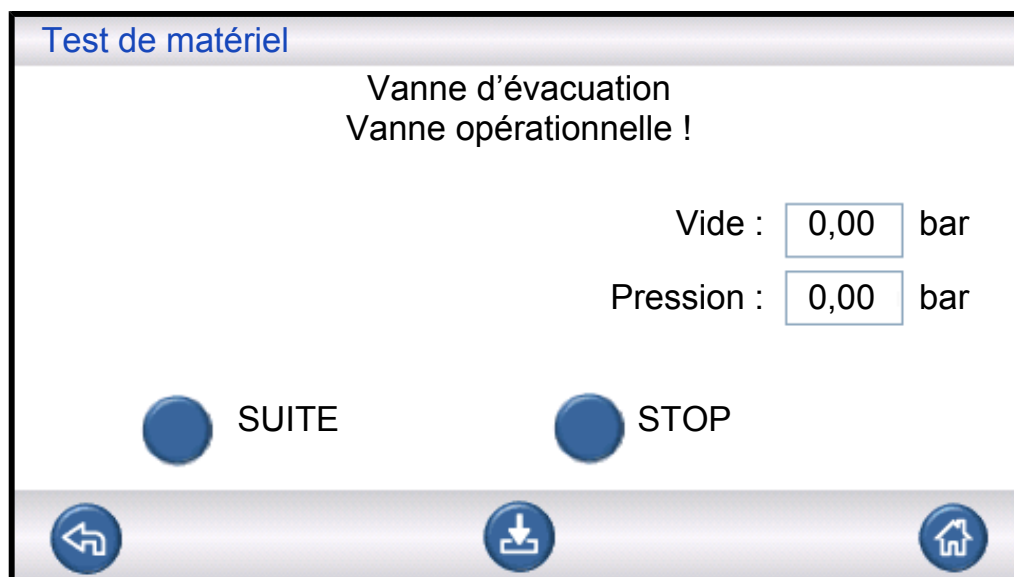 Test de matériel
Vanne d’évacuation
Vanne opérationnelle !
Vide : 0,00 bar
Pression : 0,00 bar
SUITE STOP